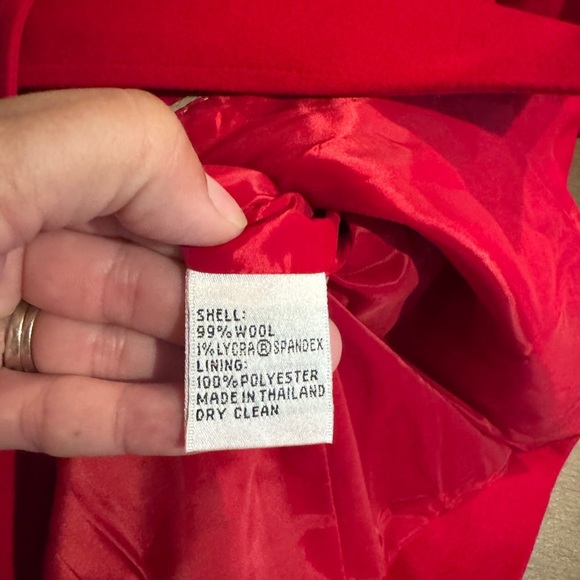 SHELL:
99% WOOL
1% LYCRA® SPANDEX
LINING:
100% POLYESTER
MADE IN THAILAND
DRY CLEAN